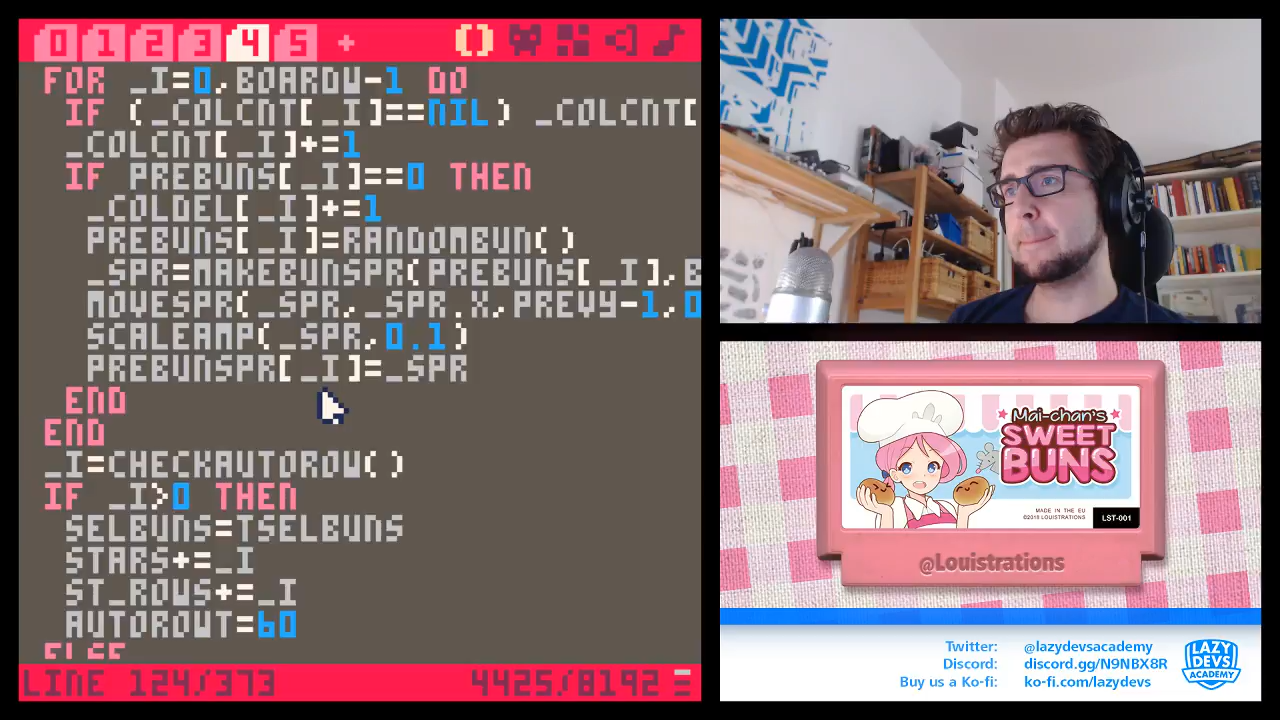 0 1 2 3 4 5 +
FOR _I=0,BOARDW-1 DO
IF (_COLCNT[_I]==NIL) _COLCNT[
_COLCNT[_I]+=1
IF PREBUNS[_I]==0 THEN
_COLDEL[_I]+=1
PREBUNS[_I]=RANDOMBUN()
_SPR=MAKEBUNSPR(PREBUNS[_I],B
MOVESPR(_SPR,_SPR.X,PREVY-1,0
SCALEAMP(_SPR,0.1)
PREBUNSPR[_I]=_SPR
END
END
_I=CHECKAUTOROW()
IF _I>0 THEN
SELBUNS=TSELBUNS
STARS+=_I
ST_ROWS+=_I
AUTOROWT=60
ELSE
LINE 124/373
4425/8192
Mai-chan's
SWEET
BUNS
MADE IN THE EU
©2019 LOUISTRATIONS
LST-001
@Louistrations
Twitter: @lazydevsacademy
Discord: discord.gg/N9NBX8R
Buy us a Ko-fi: ko-fi.com/lazydevs
LAZY
DEVS
ACADEMY